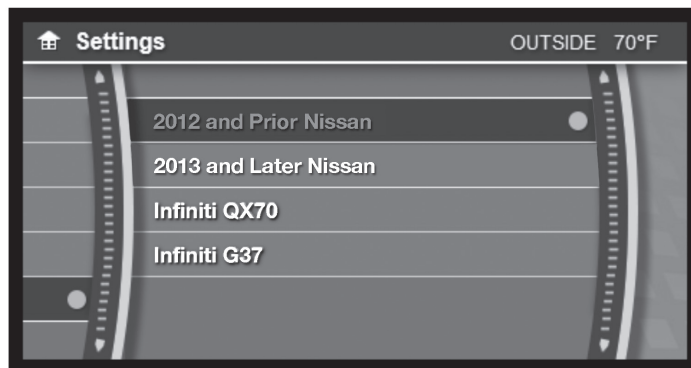 Settings OUTSIDE 70°F
2012 and Prior Nissan
2013 and Later Nissan
Infiniti QX70
Infiniti G37